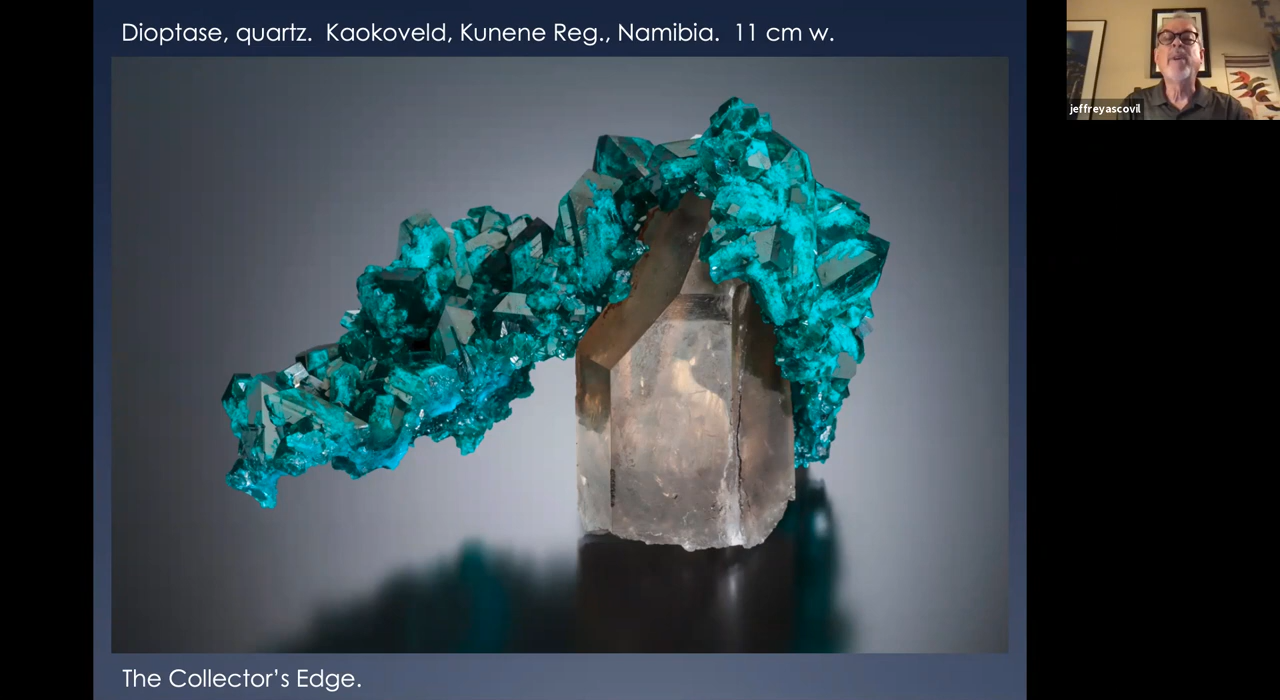 Dioptase, quartz. Kaokoveld, Kunene Reg., Namibia. 11 cm w.
jeffreyascovil
The Collector's Edge.